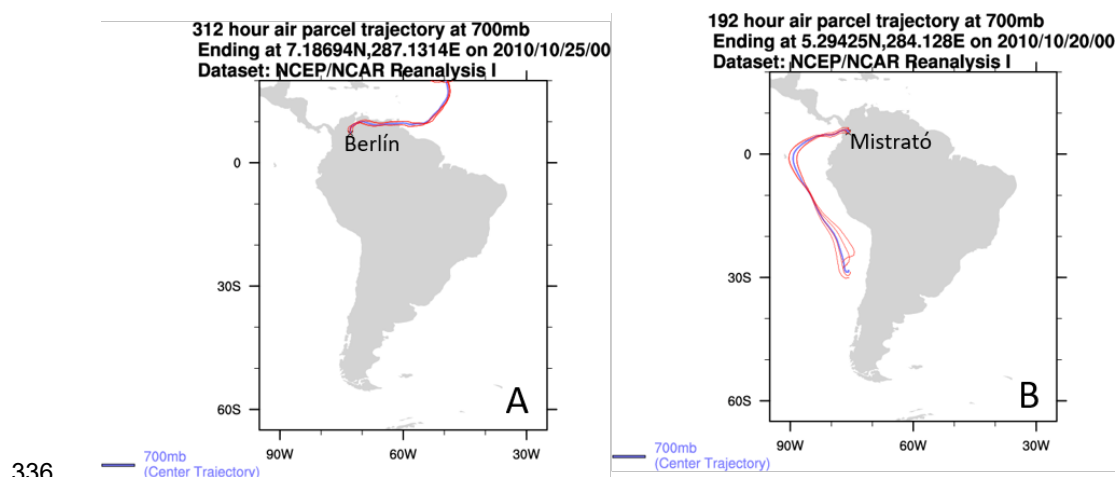 312 hour air parcel trajectory at 700mb
Ending at 7.18694N,287.1314E on 2010/10/25/00
Dataset: NCEP/NCAR Reanalysis I
Berlín
0
30S
60S
A
90W
60W
30W
700mb
(Center Trajectory)
192 hour air parcel trajectory at 700mb
Ending at 5.29425N,284.128E on 2010/10/20/00
Dataset: NCEP/NCAR Reanalysis I
Mistrató
0
30S
60S
B
90W
60W
30W
700mb
(Center Trajectory)
336